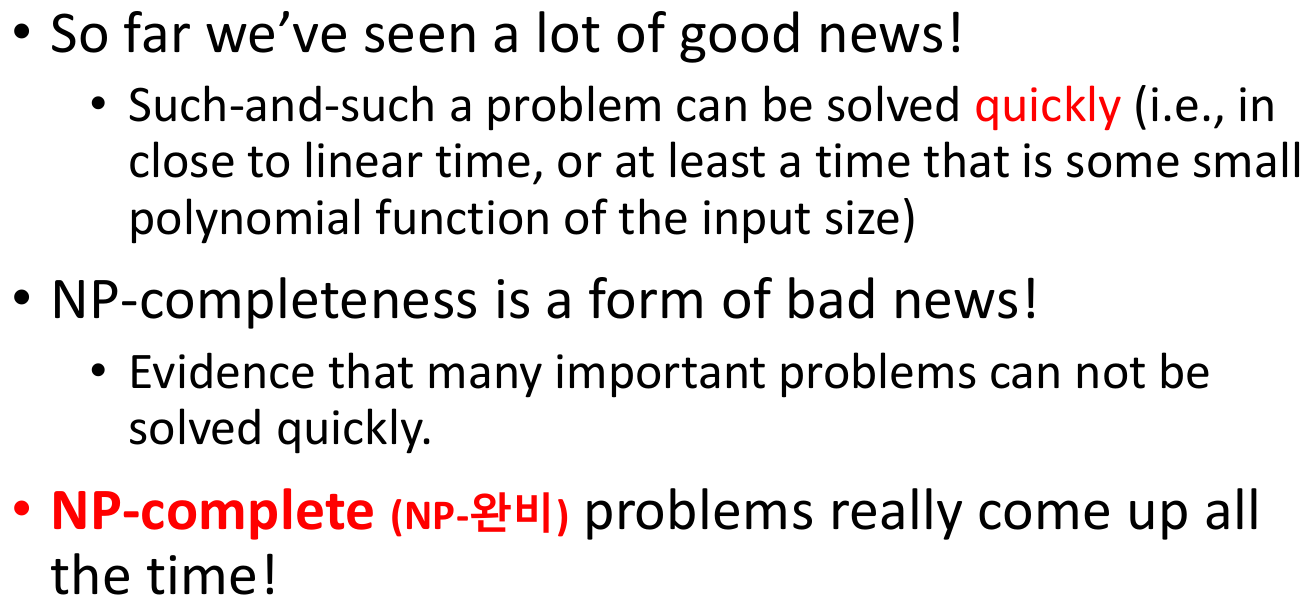 • So far we’ve seen a lot of good news!
• Such-and-such a problem can be solved quickly (i.e., in
close to linear time, or at least a time that is some small
polynomial function of the input size)
• NP-completeness is a form of bad news!
• Evidence that many important problems can not be
solved quickly.
• NP-complete (NP-완비) problems really come up all
the time!